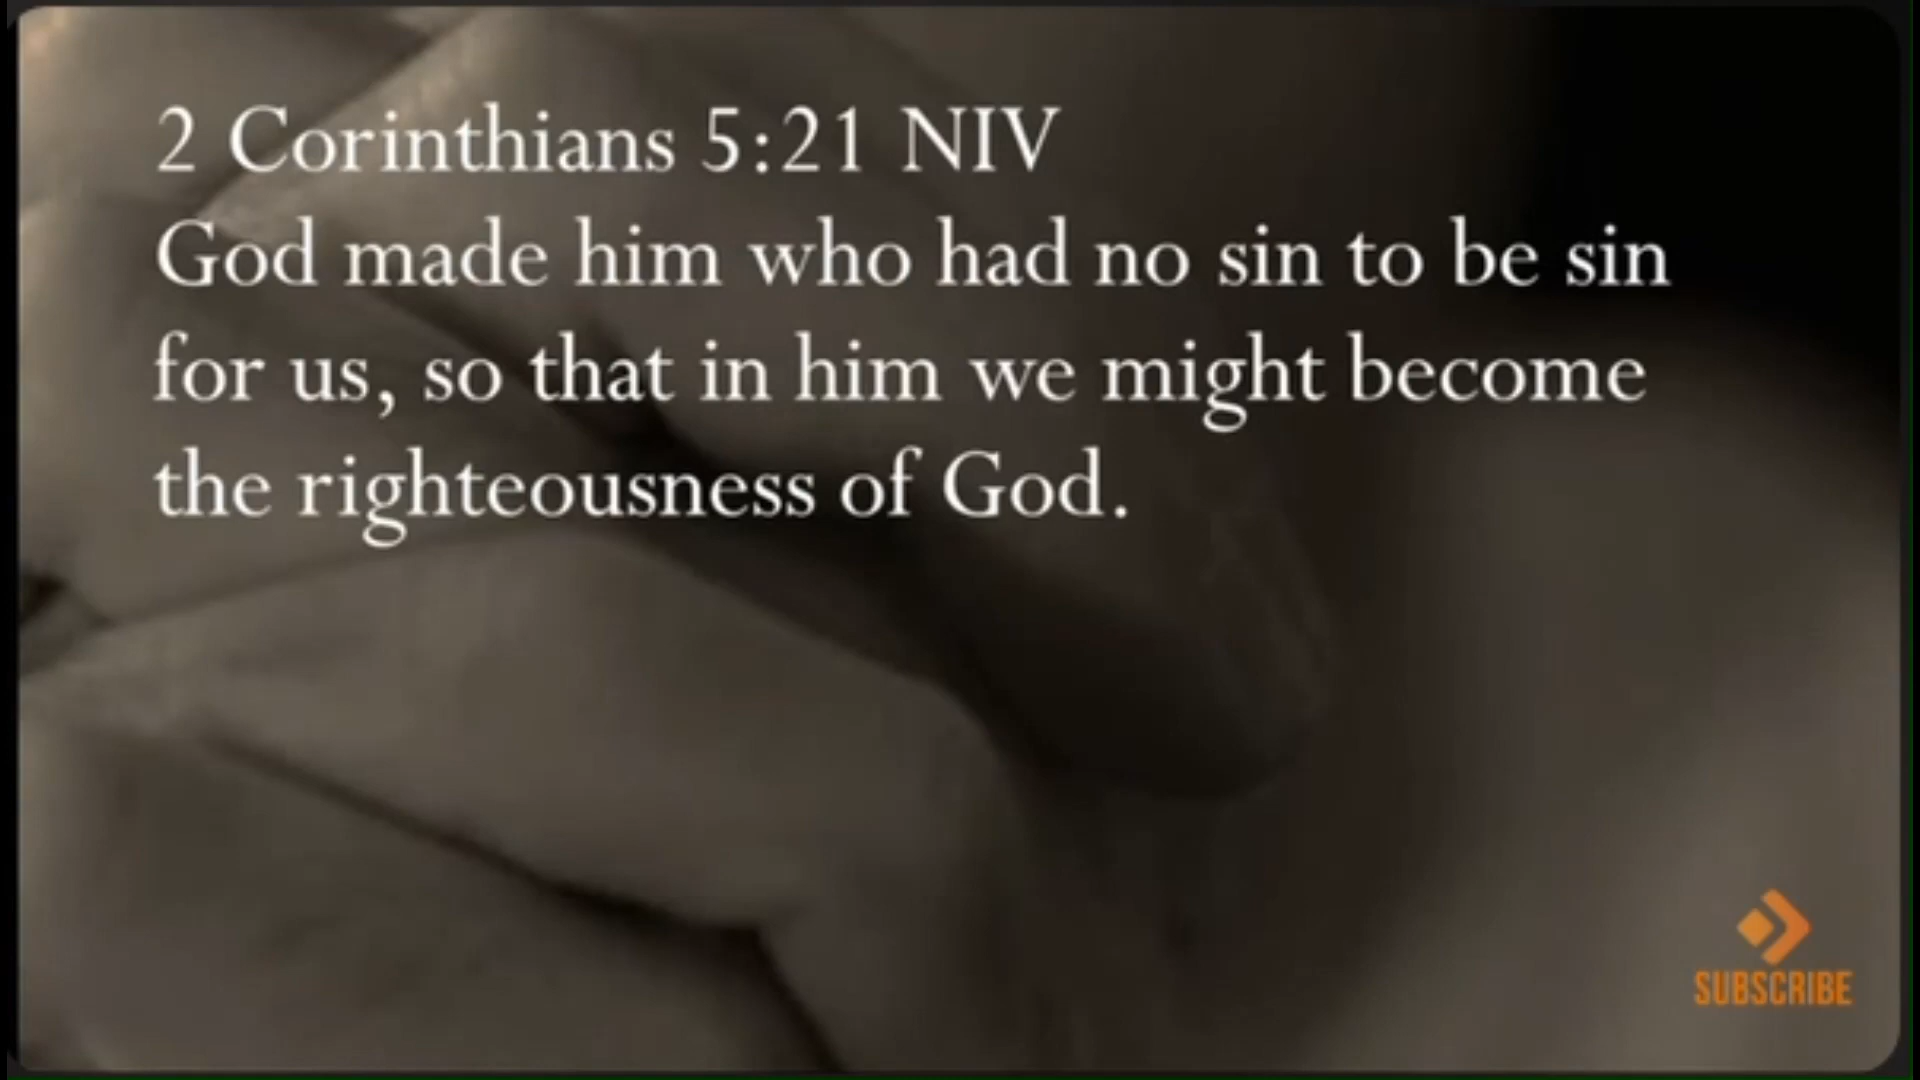 2 Corinthians 5:21 NIV
God made him who had no sin to be sin
for us, so that in him we might become
the righteousness of God.
SUBSCRIBE